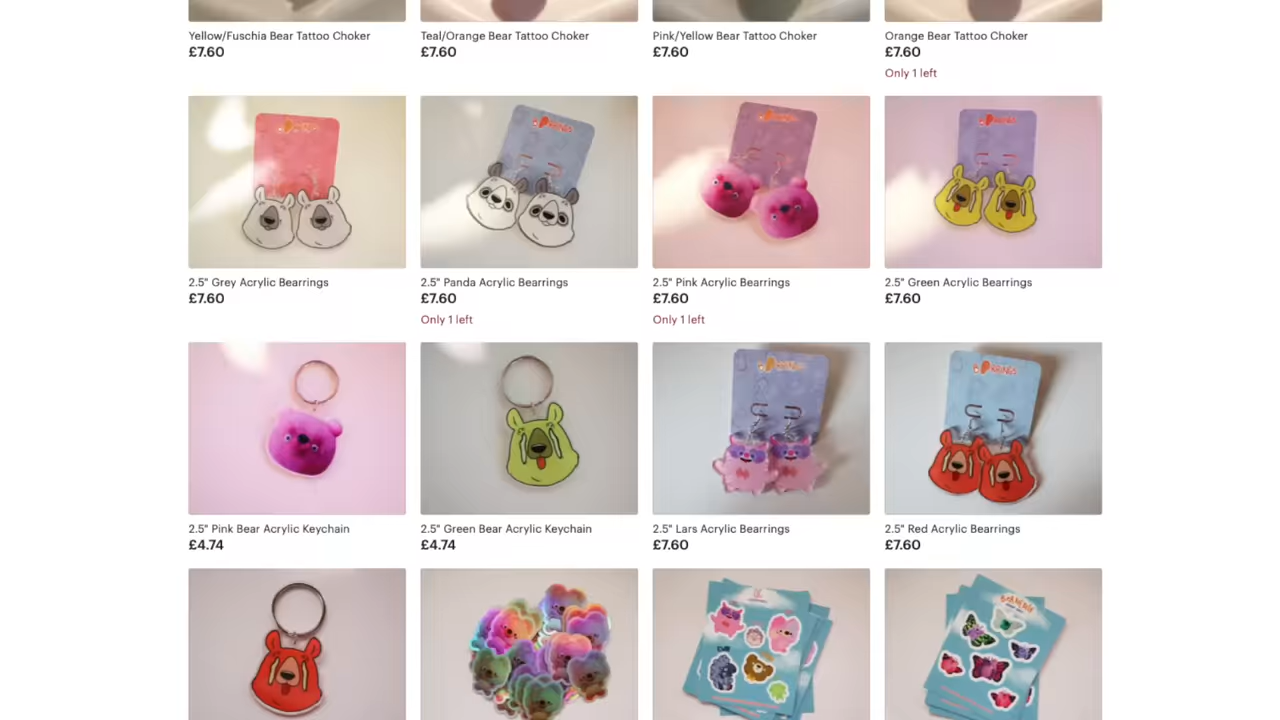 Yellow/Fuschia Bear Tattoo Choker
£7.60
Teal/Orange Bear Tattoo Choker
£7.60
Pink/Yellow Bear Tattoo Choker
£7.60
Orange Bear Tattoo Choker
£7.60
Only 1 left
2.5" Grey Acrylic Bearrings
£7.60
2.5" Panda Acrylic Bearrings
£7.60
Only 1 left
2.5" Pink Acrylic Bearrings
£7.60
Only 1 left
2.5" Green Acrylic Bearrings
£7.60
2.5" Pink Bear Acrylic Keychain
£4.74
2.5" Green Bear Acrylic Keychain
£4.74
2.5" Lars Acrylic Bearrings
£7.60
2.5" Red Acrylic Bearrings
£7.60